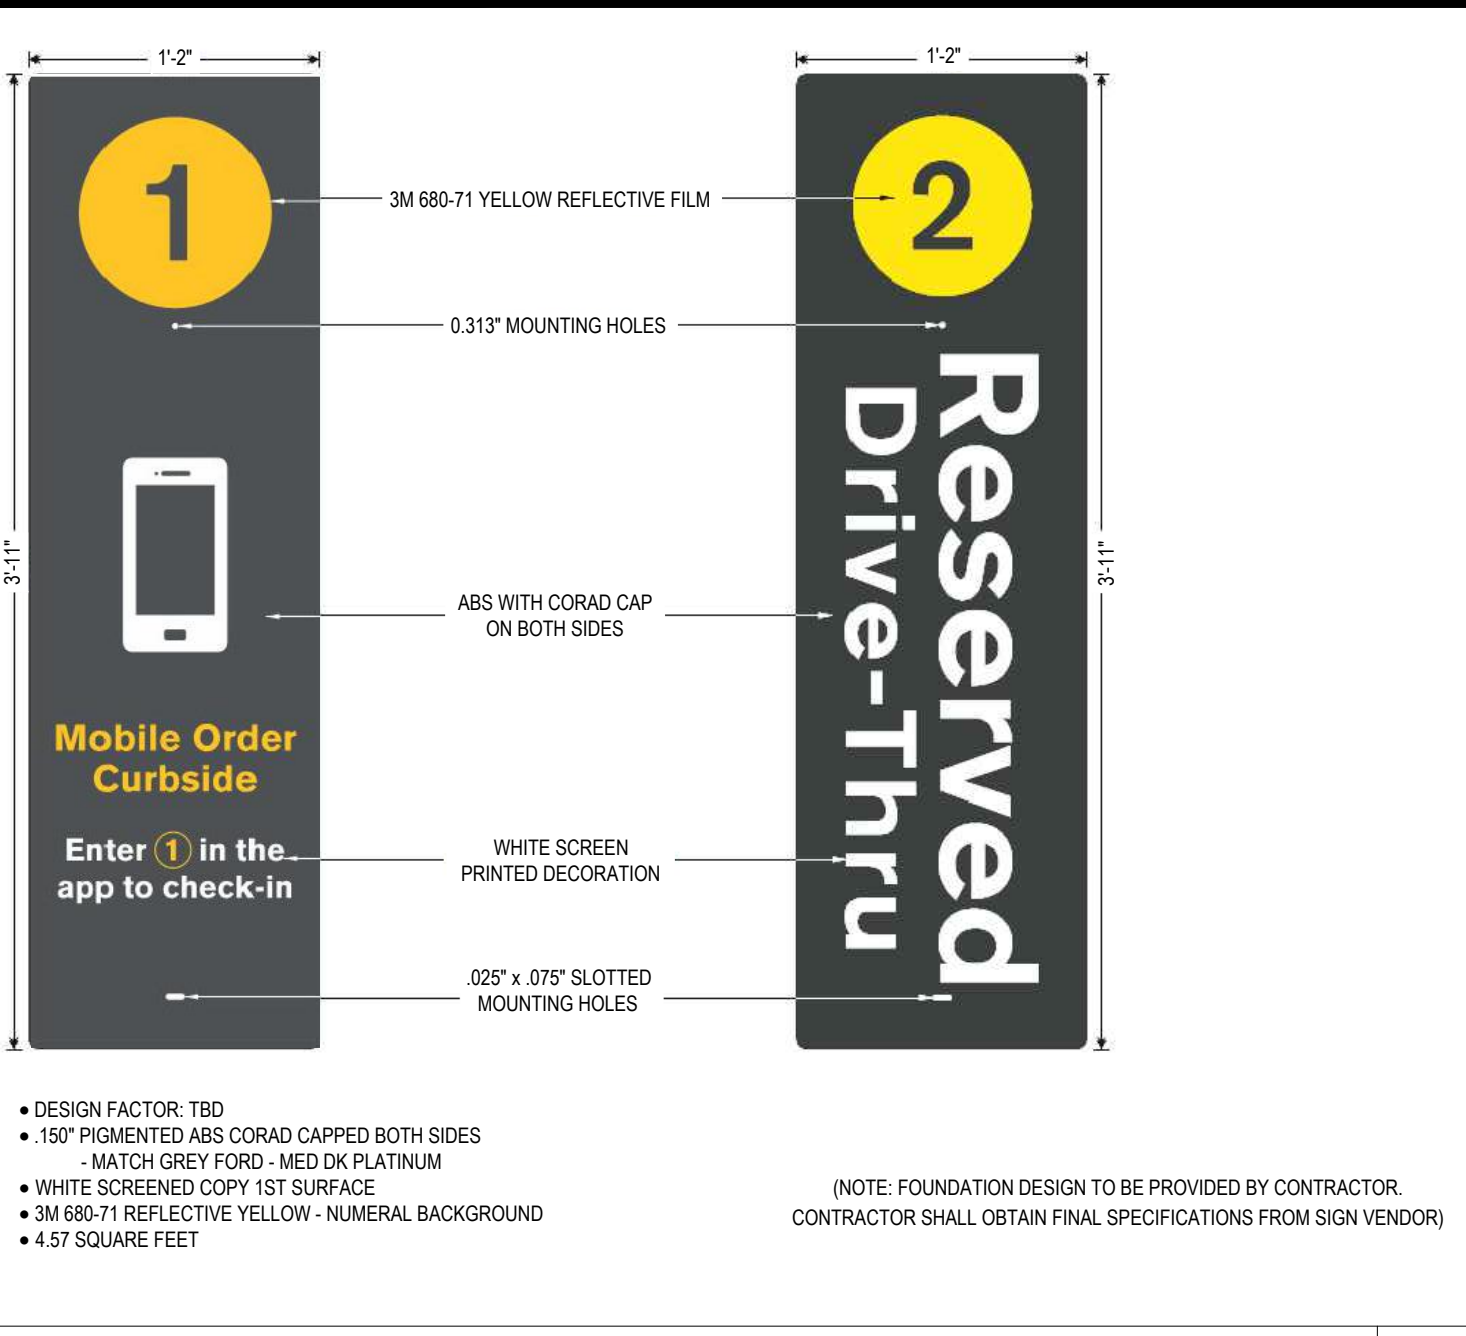 1'-2"
1'-2"
1
2
3M 680-71 YELLOW REFLECTIVE FILM
0.313" MOUNTING HOLES
3'-11"
3'-11"
Reserved
Drive-Thru
ABS WITH CORAD CAP
ON BOTH SIDES
Mobile Order
Curbside
Enter 1 in the
app to check-in
WHITE SCREEN
PRINTED DECORATION
.025" x .075" SLOTTED
MOUNTING HOLES
• DESIGN FACTOR: TBD
• .150" PIGMENTED ABS CORAD CAPPED BOTH SIDES
- MATCH GREY FORD - MED DK PLATINUM
• WHITE SCREENED COPY 1ST SURFACE
• 3M 680-71 REFLECTIVE YELLOW - NUMERAL BACKGROUND
• 4.57 SQUARE FEET
(NOTE: FOUNDATION DESIGN TO BE PROVIDED BY CONTRACTOR.
CONTRACTOR SHALL OBTAIN FINAL SPECIFICATIONS FROM SIGN VENDOR)